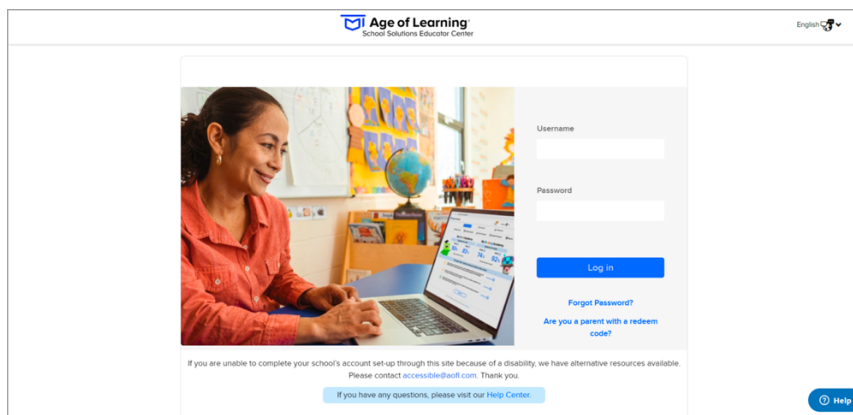 Age of Learning
School Solutions Educator Center
English
Username
Password
Log in
Forgot Password?
Are you a parent with a redeem
code?
If you are unable to complete your school's account set-up through this site because of a disability, we have alternative resources available.
Please contact accessible@aofl.com. Thank you.
If you have any questions, please visit our Help Center.
Help